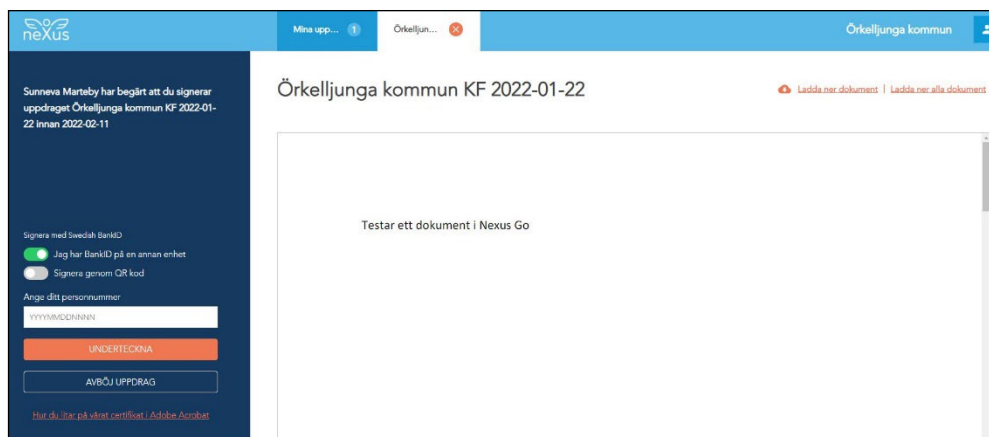 neXus
Mina upp... 1
Örkelljun...
Örkelljunga kommun
Sunneva Marteby har begärt att du signerar
uppdraget Örkelljunga kommun KF 2022-01-
22 innan 2022-02-11
Signera med Swedish BankID
Jag har BankID på en annan enhet
Signera genom QR kod
Ange ditt personnummer
YYYYMMDDNNNN
UNDERTECKNA
AVBÖJ UPPDRAG
Hur du litar på vårat certifikat i Adobe Acrobat
Örkelljunga kommun KF 2022-01-22
Ladda ner dokument | Ladda ner alla dokument
Testar ett dokument i Nexus Go